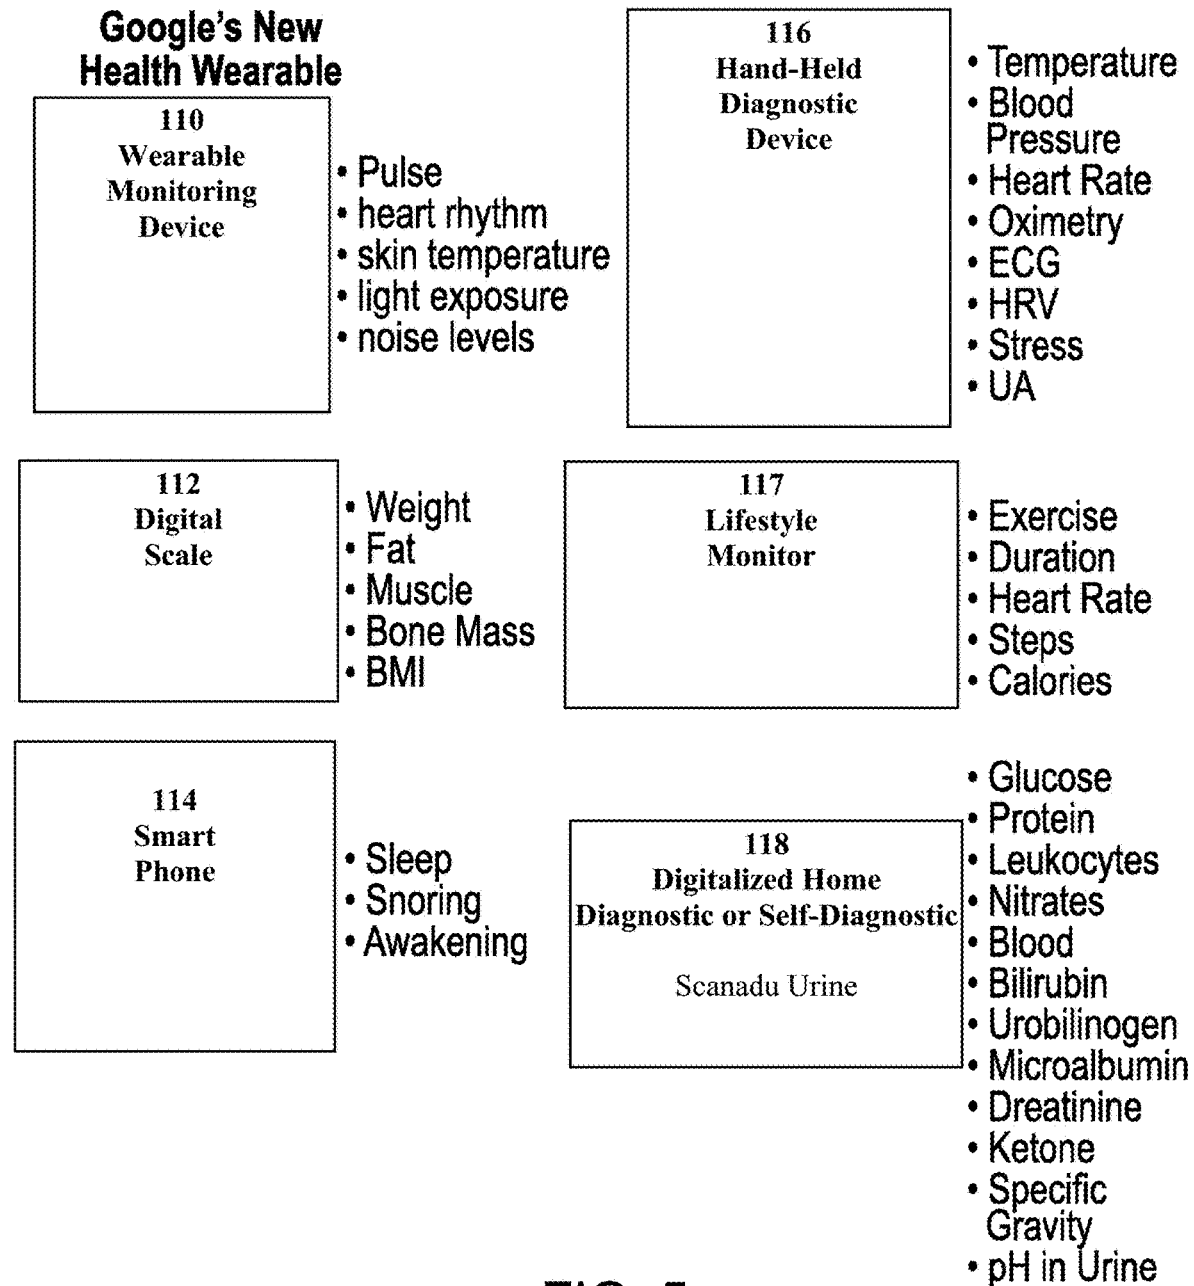 Google's New
Health Wearable
110
Wearable
Monitoring
Device
• Pulse
• heart rhythm
• skin temperature
• light exposure
• noise levels
116
Hand-Held
Diagnostic
Device
• Temperature
• Blood
Pressure
• Heart Rate
• Oximetry
• ECG
• HRV
• Stress
• UA
112
Digital
Scale
• Weight
• Fat
• Muscle
• Bone Mass
• BMI
117
Lifestyle
Monitor
• Exercise
• Duration
• Heart Rate
• Steps
• Calories
114
Smart
Phone
• Sleep
• Snoring
• Awakening
118
Digitalized Home
Diagnostic or Self-Diagnostic
Scanadu Urine
• Glucose
• Protein
• Leukocytes
• Nitrates
• Blood
• Bilirubin
• Urobilinogen
• Microalbumin
• Dreatinine
• Ketone
• Specific
Gravity
• pH in Urine